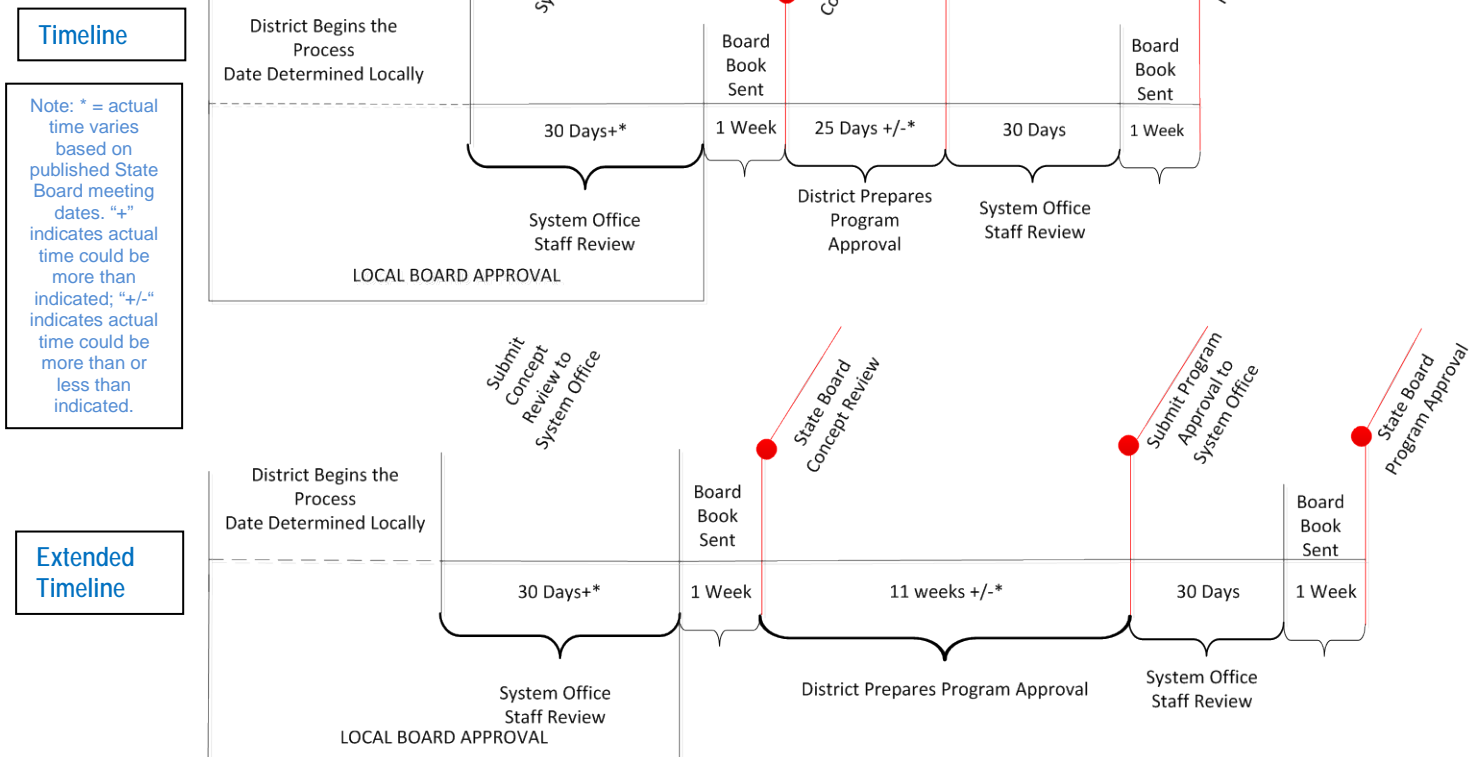 Timeline
Note: * = actual
time varies
based on
published State
Board meeting
dates. “+”
indicates actual
time could be
more than
indicated; “+/-“
indicates actual
time could be
more than or
less than
indicated.
District Begins the
Process
Date Determined Locally
Board
Book
Sent
Board
Book
Sent
30 Days+*
1 Week
25 Days +/-*
30 Days
1 Week
System Office
Staff Review
District Prepares
Program
Approval
System Office
Staff Review
LOCAL BOARD APPROVAL
Extended
Timeline
Submit
Concept
Review to
System Office
State Board
Concept Review
Submit Program
Approval to
System Office
State Board
Program Approval
District Begins the
Process
Date Determined Locally
Board
Book
Sent
Board
Book
Sent
30 Days+*
1 Week
11 weeks +/-*
30 Days
1 Week
System Office
Staff Review
District Prepares Program Approval
System Office
Staff Review
LOCAL BOARD APPROVAL